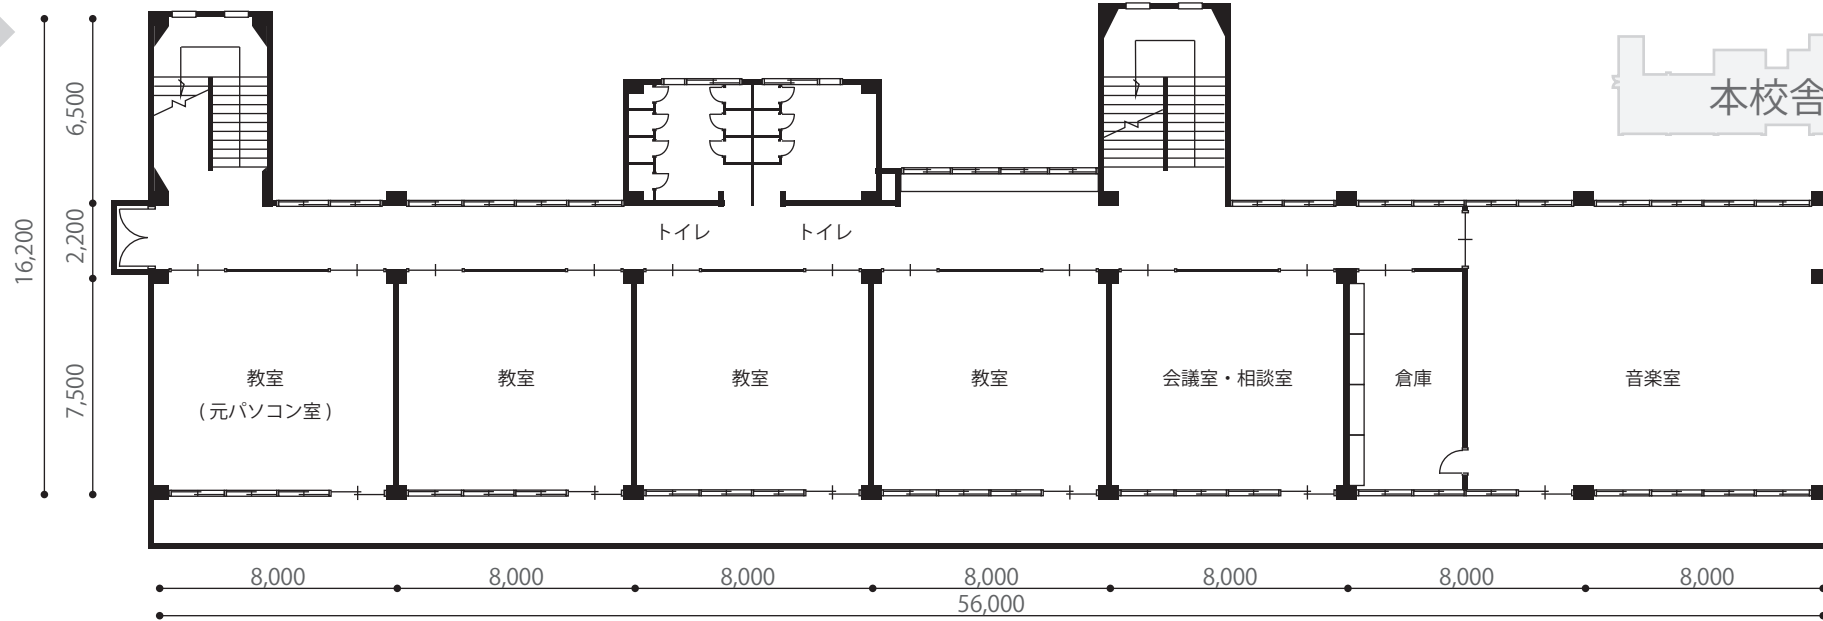 本校舎
6,500
2,200
16,200
7,500
トイレ
トイレ
教室
(元パソコン室)
教室
教室
教室
会議室・相談室
倉庫
音楽室
8,000
8,000
8,000
8,000
8,000
8,000
8,000
56,000